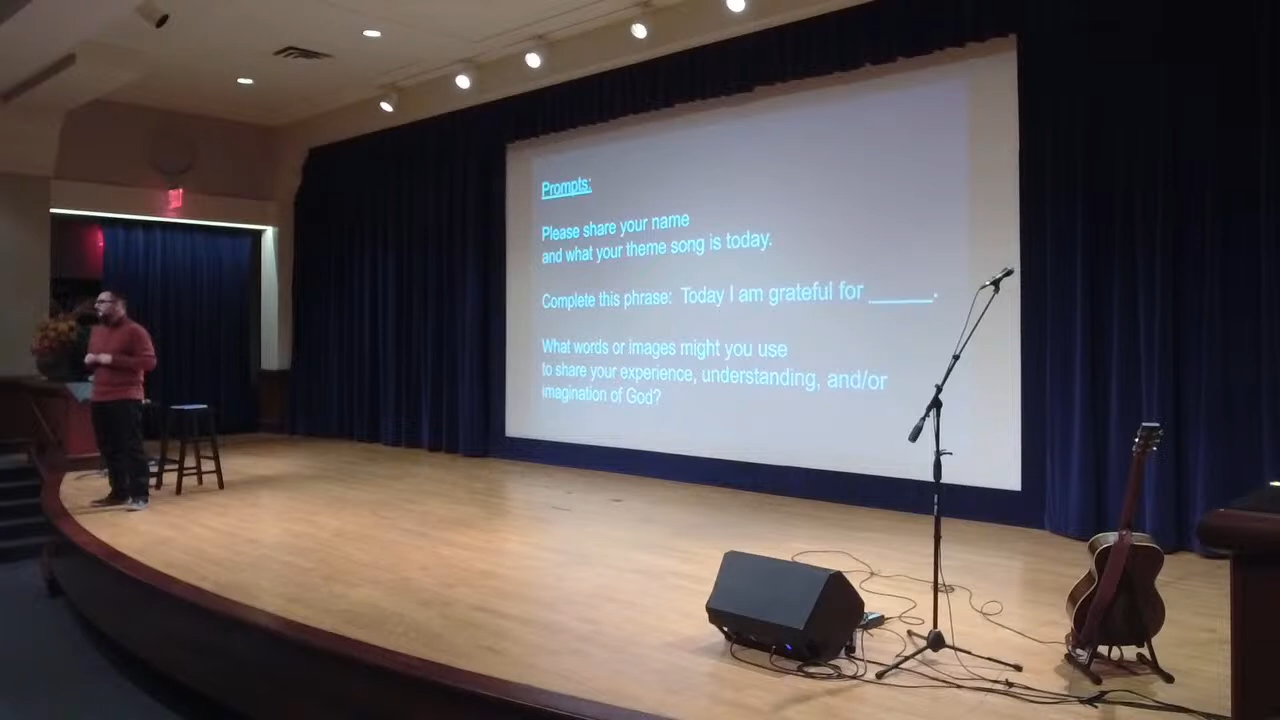 Prompts:
Please share your name
and what your theme song is today.
Complete this phrase: Today I am grateful for _____.
What words or images might you use
to share your experience, understanding, and/or
imagination of God?